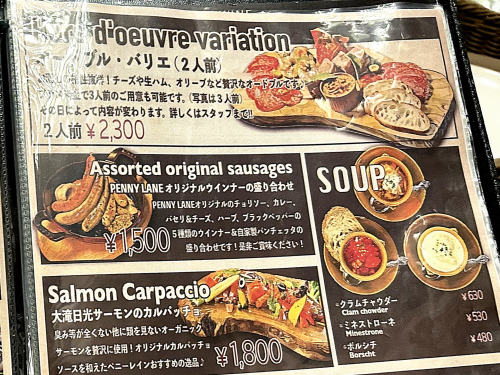 d'oeuvre variation
ブル・バリエ（2人前）
チーズや生ハム、オリーブなど贅沢なオードブルです♪
で3人前のご用意も可能です。（写真は3人前）
その日によって内容が変わります。詳しくはスタッフまで!!
2人前 ¥2,300
Assorted original sausages
PENNY LANE オリジナルウインナーの盛り合わせ
PENNY LANEオリジナルのチョリソー、カレー、
パセリ&チーズ、ハーブ、ブラックペッパーの
5種類のウインナー&自家製パンチェッタの
盛り合わせです！是非ご賞味ください！
¥1,500
Salmon Carpaccio
大滝日光サーモンのカルパッチョ
臭み等が全くない他に類を見ないオーガニック
サーモンを贅沢に使用！オリジナルカルパッチョ
ソースを和えたペニーレインおすすめの逸品♪
¥1,800
SOUP
クラムチャウダー
Clam chowder
¥630
ミネストローネ
Minestrone
¥530
ボルシチ
Borscht
¥480